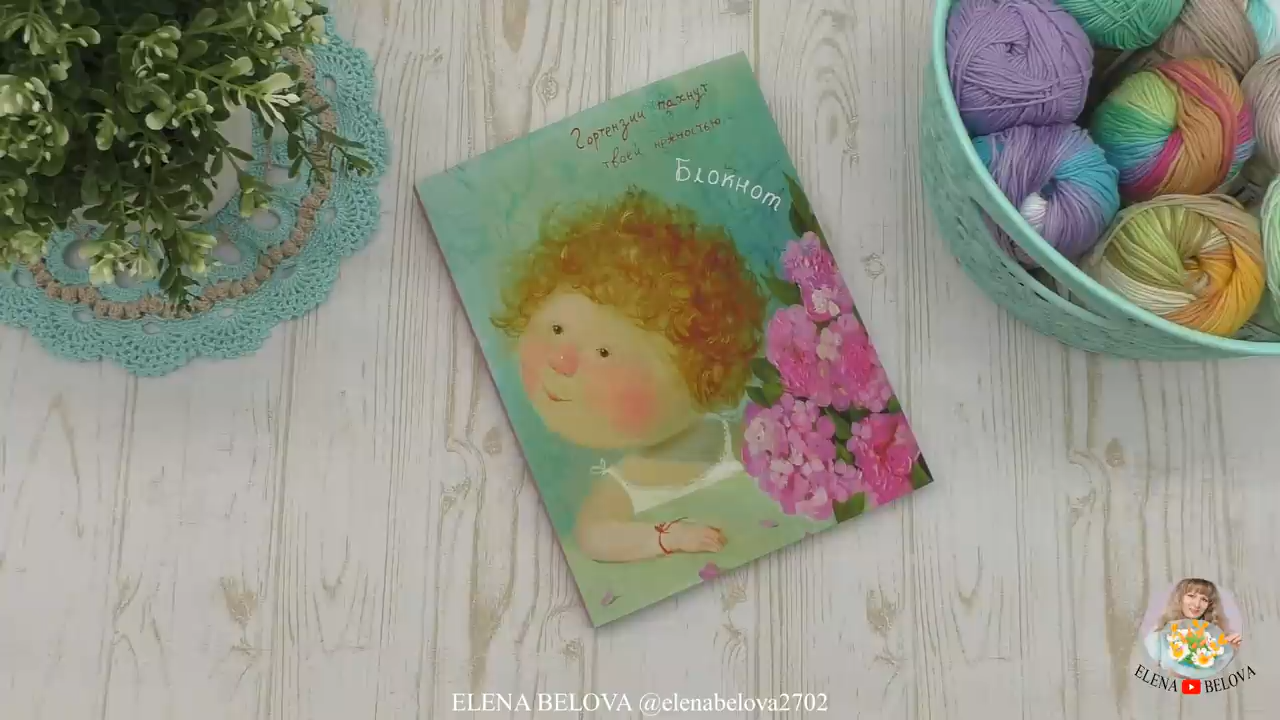 Гортензии пахнут
твоей нежностью
Блокнот
ELENA BELOVA
ELENA BELOVA @elenabelova2702